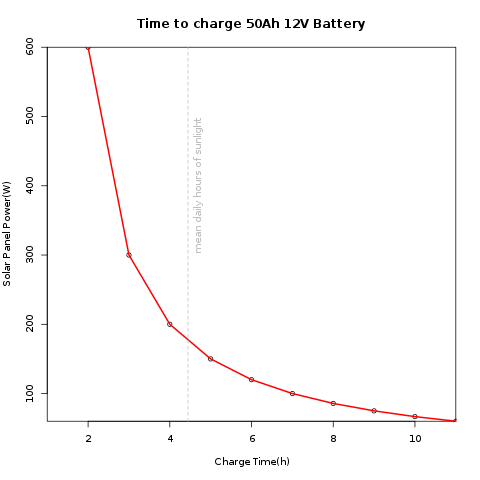 Time to charge 50Ah 12V Battery
600
500
400
300
200
100
Solar Panel Power(W)
mean daily hours of sunlight
2 4 6 8 10
Charge Time(h)